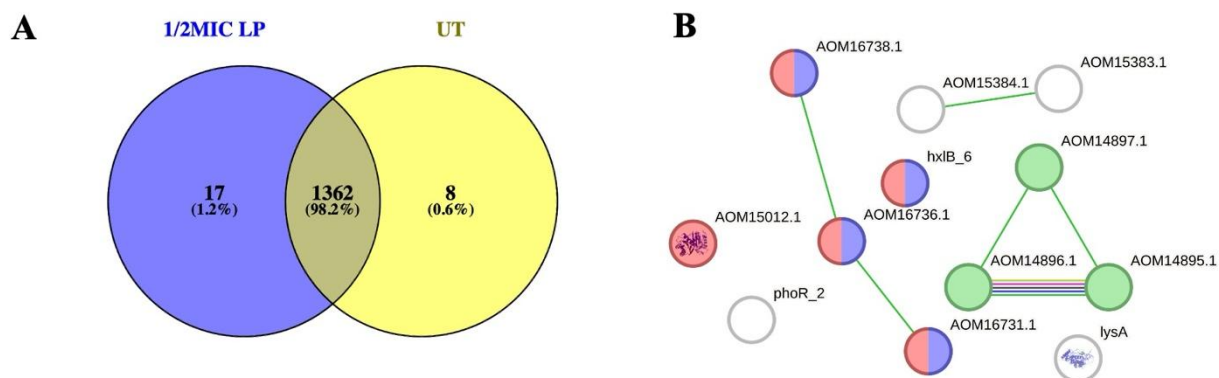 A
1/2MIC LP
UT
17
(1.2%)
1362
(98.2%)
8
(0.6%)
B
AOM16738.1
AOM15383.1
AOM15384.1
AOM14897.1
hxlB_6
AOM16736.1
AOM15012.1
AOM14896.1
AOM14895.1
phoR_2
AOM16731.1
lysA